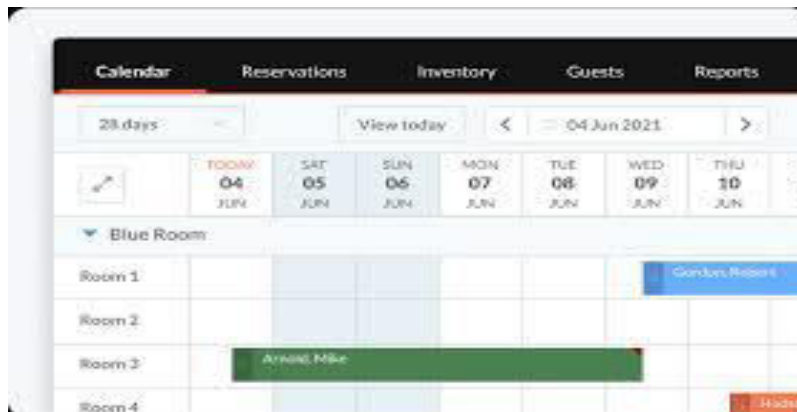 Calendar Reservations Inventory Guests Reports
28 days View today < 04 Jun 2021 >
TODAY SAT SUN MON TUE WED THU
04 05 06 07 08 09 10
JUN JUN JUN JUN JUN JUN JUN
Blue Room
Room 1 Gordon, Robert
Room 2
Room 3 Arnold, Mike
Room 4